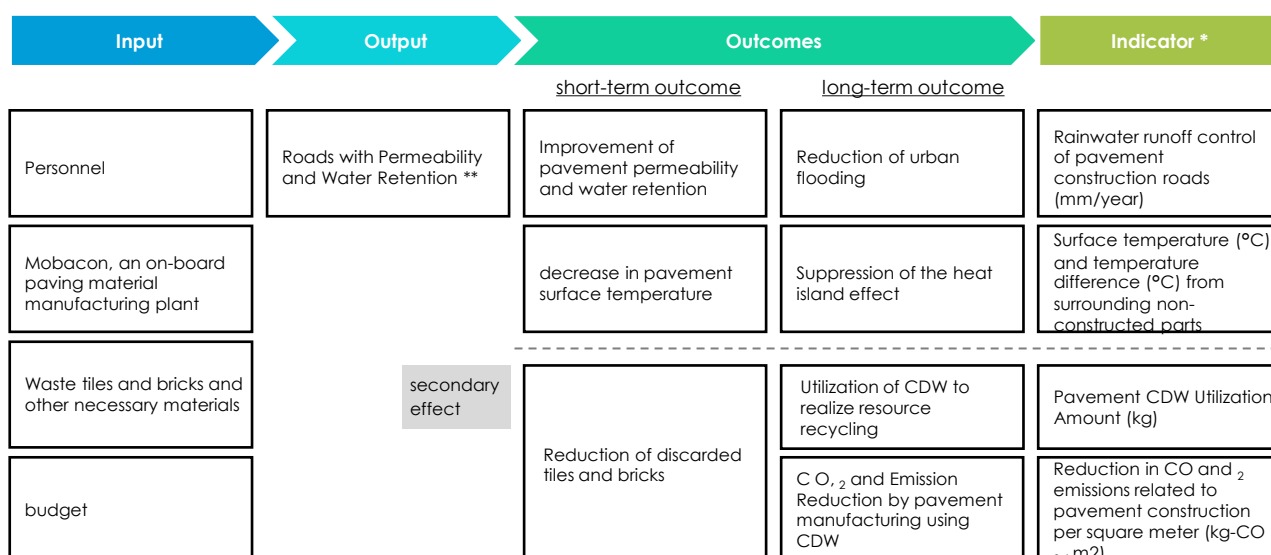 Input
Output
Outcomes
Indicator *
short-term outcome
long-term outcome
Personnel
Roads with Permeability
and Water Retention **
Improvement of
pavement permeability
and water retention
Reduction of urban
flooding
Rainwater runoff control
of pavement
construction roads
(mm/year)
Mobacon, an on-board
paving material
manufacturing plant
decrease in pavement
surface temperature
Suppression of the heat
island effect
Surface temperature (°C)
and temperature
difference (°C) from
surrounding non-
constructed parts
Waste tiles and bricks and
other necessary materials
secondary
effect
Reduction of discarded
tiles and bricks
Utilization of CDW to
realize resource
recycling
Pavement CDW Utilization
Amount (kg)
budget
C O, 2 and Emission
Reduction by pavement
manufacturing using
CDW
Reduction in CO and 2
emissions related to
pavement construction
per square meter (kg-CO
m2)